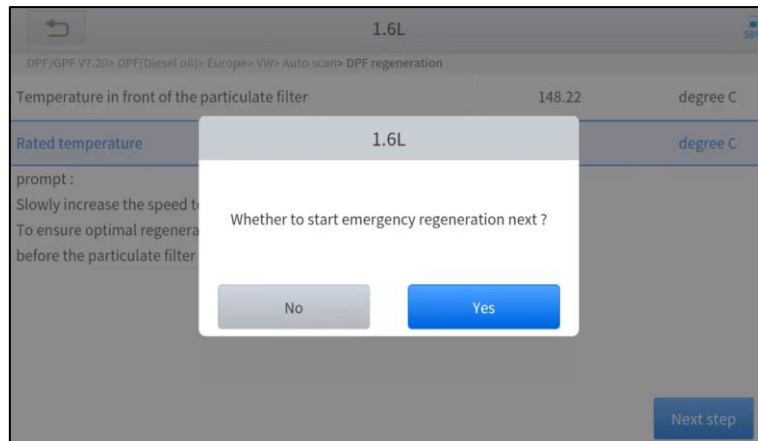 1.6L
58%
DPF/GPF V7.20> DPF(Diesel oil)> Europe> VW> Auto scan> DPF regeneration
Temperature in front of the particulate filter 148.22 degree C
Rated temperature degree C
1.6L
prompt :
Slowly increase the speed
To ensure optimal
before the particulate filter
Whether to start emergency regeneration next ?
No Yes
Next step